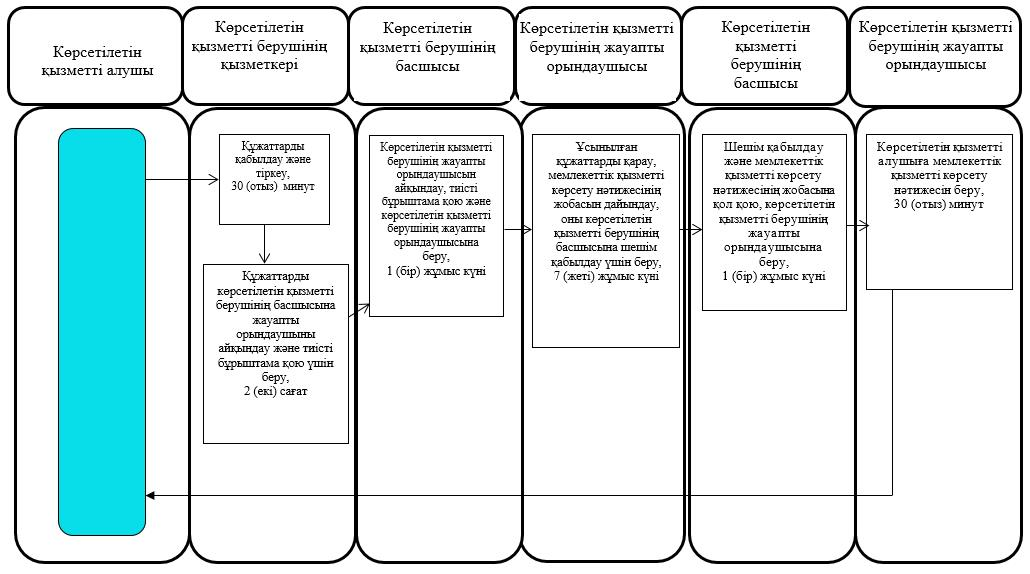 Көрсетілетін
қызметті алушы
Көрсетілетін
қызметті берушінің
қызметкері
Көрсетілетін
қызметті берушінің
басшысы
Көрсетілетін қызметті
берушінің жауапты
орындаушысы
Көрсетілетін
қызметті
берушінің
басшысы
Көрсетілетін қызметті
берушінің жауапты
орындаушысы
Құжаттарды
қабылдау және
тіркеу,
30 (отыз) минут
Құжаттарды
көрсетілетін қызметті
берушінің басшысына
жауапты
орындаушыны
айқындау және тиісті
бұрыштама қою үшін
беру,
2 (екі) сағат
Көрсетілетін қызметті
берушінің жауапты
орындаушысын
айқындау, тиісті
бұрыштама қою және
көрсетілетін қызметті
берушінің жауапты
орындаушысына
беру,
1 (бір) жұмыс күні
Ұсынылған
құжаттарды қарау,
мемлекеттік қызметті
көрсету нәтижесінің
жобасын дайындау,
оны көрсетілетін
қызметті берушінің
басшысына шешім
қабылдау үшін беру,
7 (жеті) жұмыс күні
Шешім қабылдау
және мемлекеттік
қызметті көрсету
нәтижесінің жобасына
қол қою, көрсетілетін
қызметті берушінің
жауапты
орындаушысына
беру,
1 (бір) жұмыс күні
Көрсетілетін қызметті
алушыға мемлекеттік
қызметті көрсету
нәтижесін беру,
30 (отыз) минут